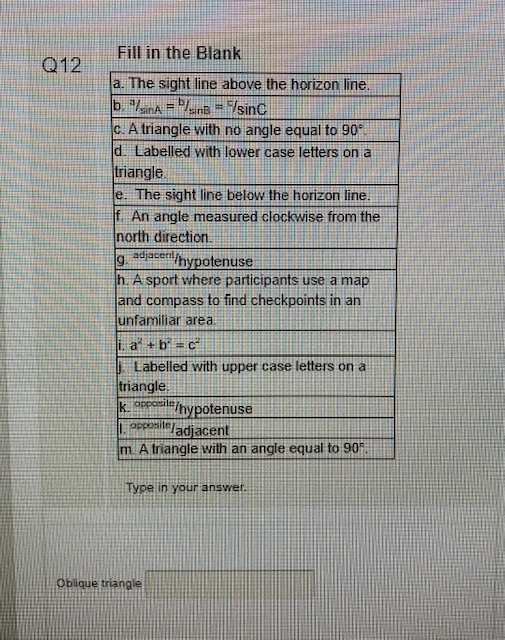 Q12
Fill in the Blank
a. The sight line above the horizon line.
b. a/sinA = b/sinB = c/sinC
c. A triangle with no angle equal to 90°.
d. Labelled with lower case letters on a
triangle.
e. The sight line below the horizon line.
f. An angle measured clockwise from the
north direction.
g. adjacent/hypotenuse
h. A sport where participants use a map
and compass to find checkpoints in an
unfamiliar area.
i. a² + b² = c²
j. Labelled with upper case letters on a
triangle.
k. opposite/hypotenuse
l. opposite/adjacent
m. A triangle with an angle equal to 90°.
Type in your answer.
Oblique triangle